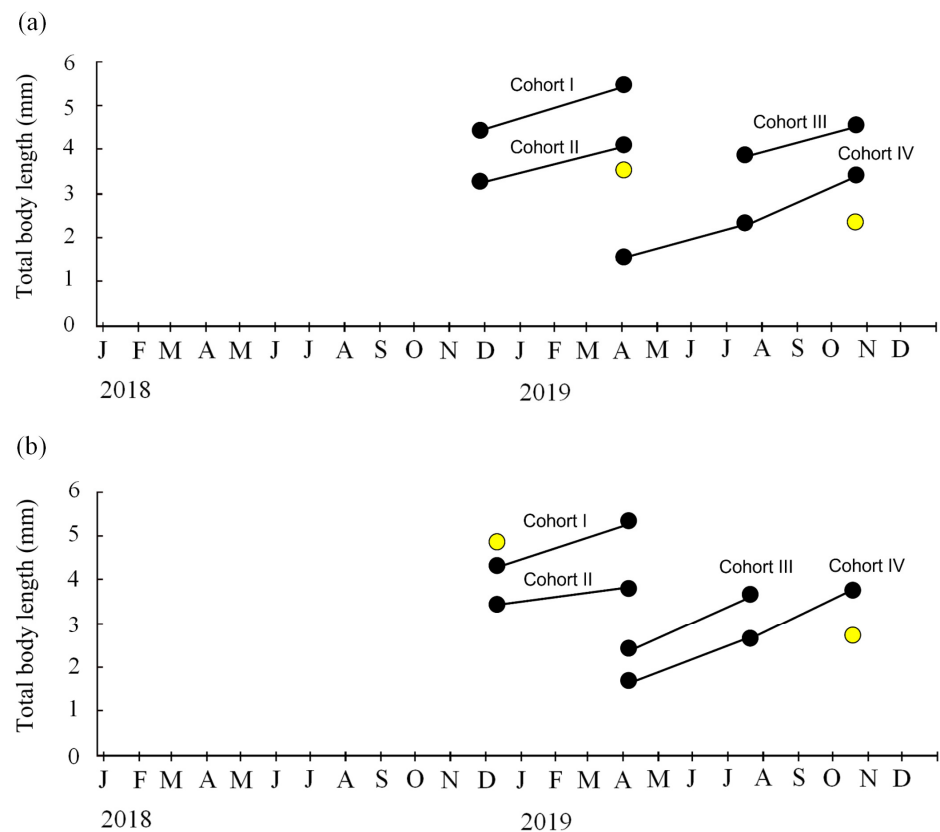 (a)
Total body length (mm)
6
5
4
3
2
1
0
Cohort I
Cohort II
Cohort III
Cohort IV
J F M A M J J A S O N D J F M A M J J A S O N D
2018 2019
(b)
Total body length (mm)
6
5
4
3
2
1
0
Cohort I
Cohort II
Cohort III
Cohort IV
J F M A M J J A S O N D J F M A M J J A S O N D
2018 2019